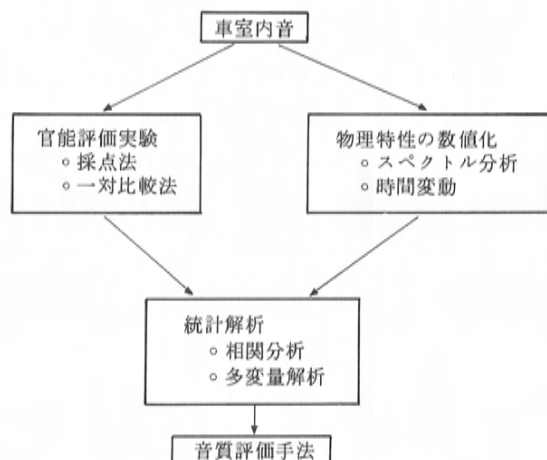 車室内音
官能評価実験
○ 採点法
○ 一対比較法
物理特性の数値化
○ スペクトル分析
○ 時間変動
統計解析
○ 相関分析
○ 多変量解析
音質評価手法